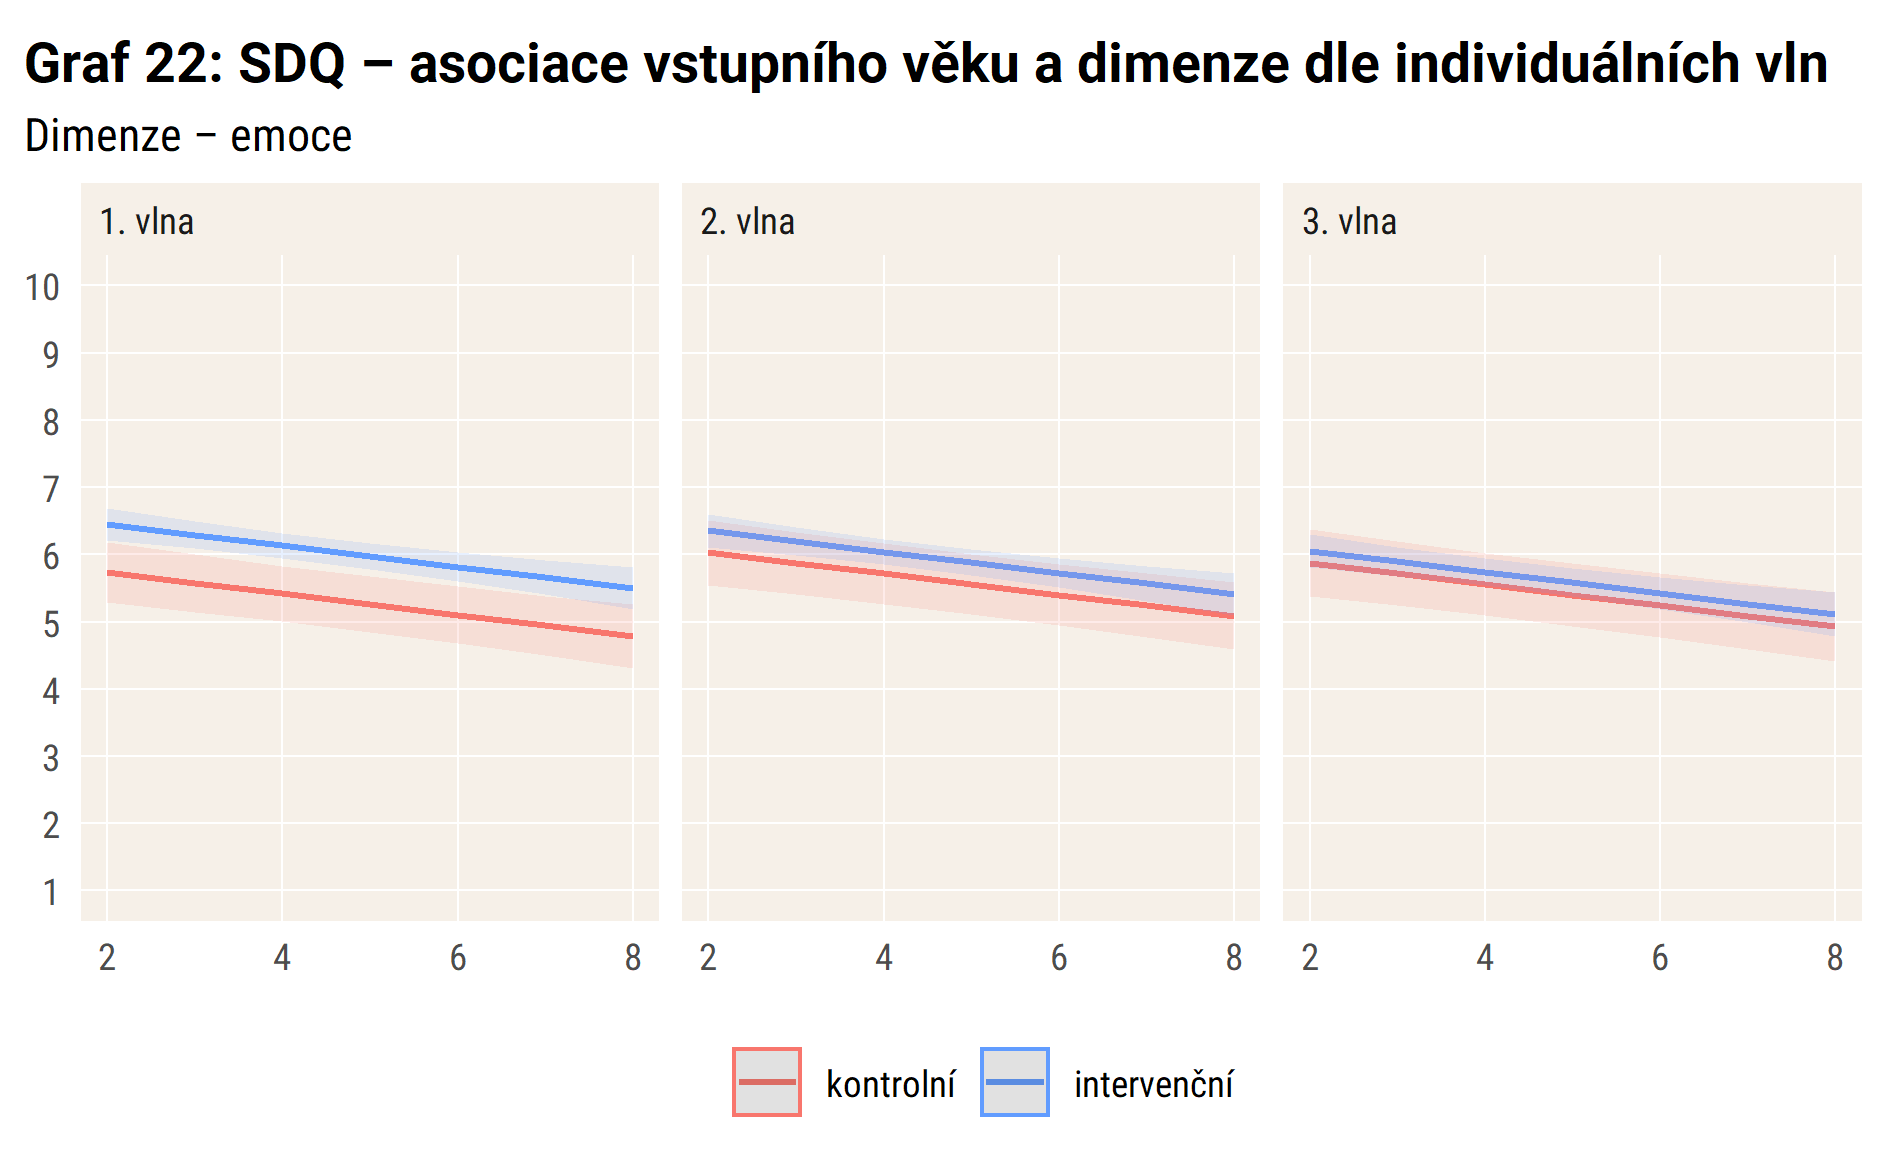 Graf 22: SDQ – asociace vstupního věku a dimenze dle individuálních vln
Dimenze – emoce
1. vlna
2. vlna
3. vlna
10
9
8
7
6
5
4
3
2
1
2 4 6 8
2 4 6 8
2 4 6 8
kontrolní
intervenční